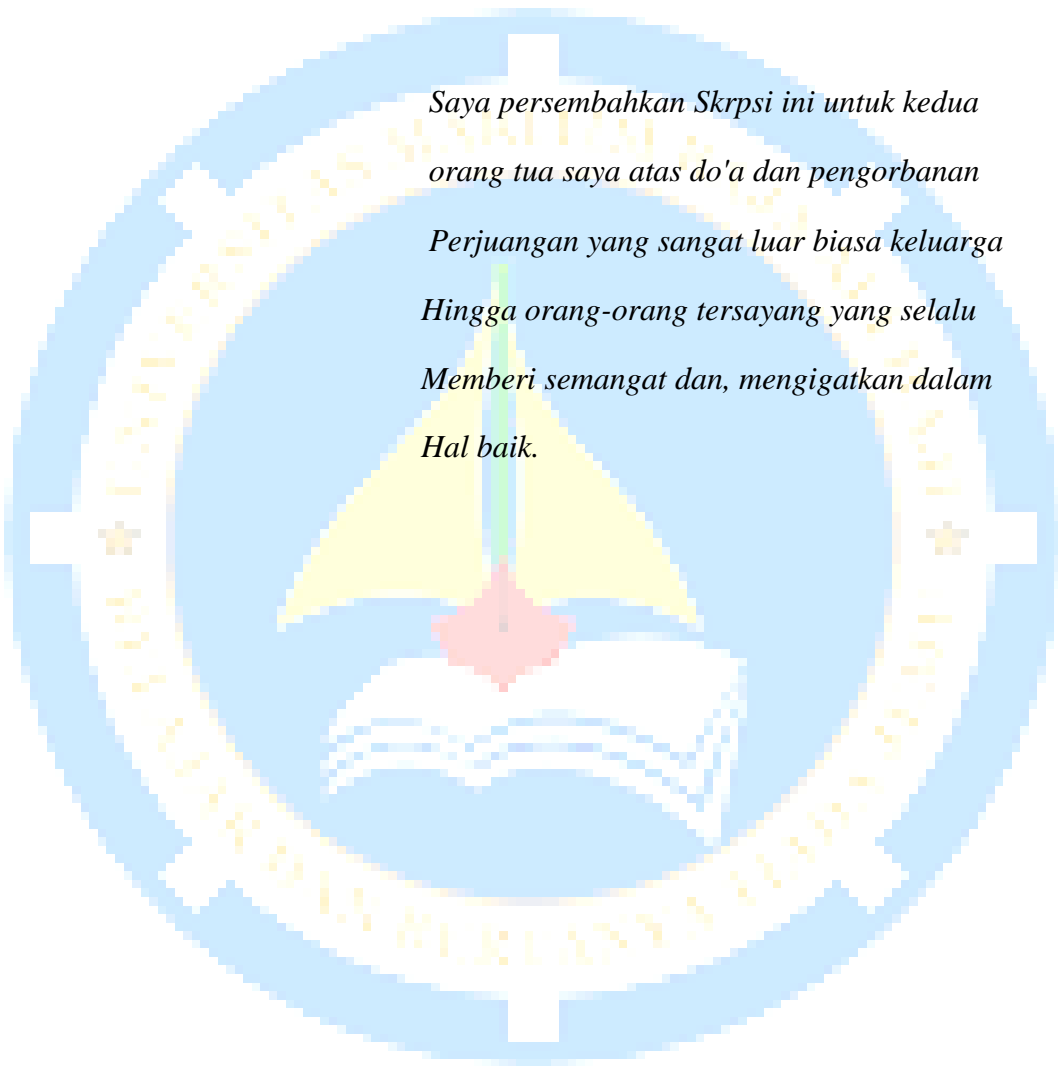 Saya persembahkan Skrpsi ini untuk kedua
orang tua saya atas do'a dan pengorbanan
Perjuangan yang sangat luar biasa keluarga
Hingga orang-orang tersayang yang selalu
Memberi semangat dan, mengigatkan dalam
Hal baik.